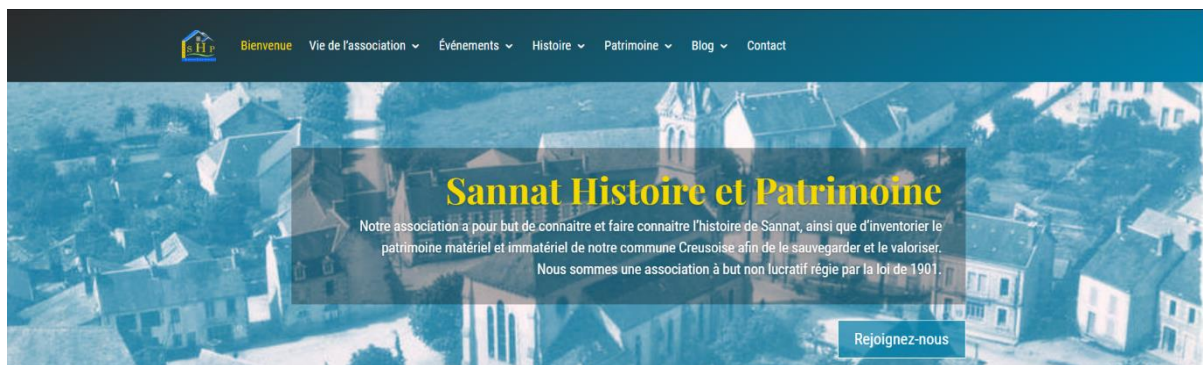 SHP
Bienvenue Vie de l'association Événements Histoire Patrimoine Blog Contact
Sannat Histoire et Patrimoine
Notre association a pour but de connaitre et faire connaitre l'histoire de Sannat, ainsi que d'inventorier le
patrimoine matériel et immatériel de notre commune Creusoise afin de le sauvegarder et le valoriser.
Nous sommes une association à but non lucratif régie par la loi de 1901.
Rejoignez-nous